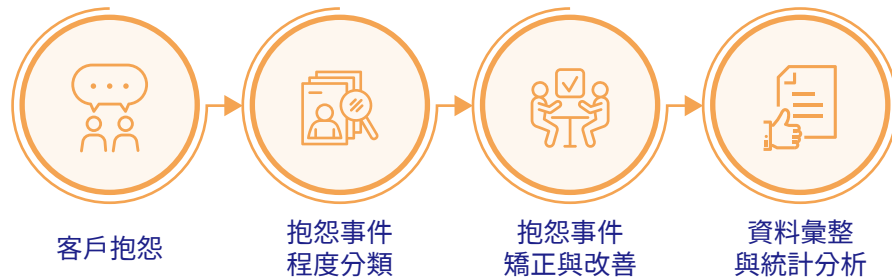 客戶抱怨
抱怨事件
程度分類
抱怨事件
矯正與改善
資料彙整
與統計分析